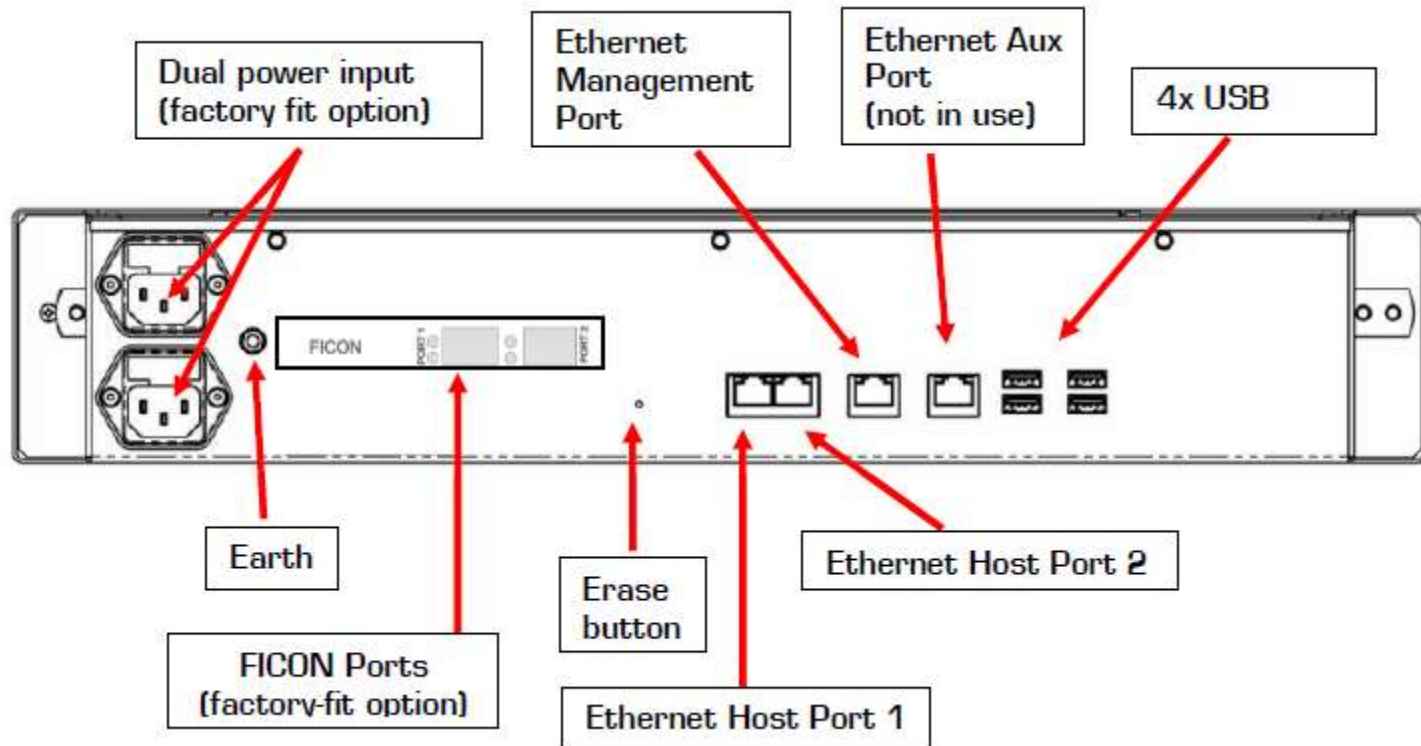 Dual power input
(factory fit option)
Ethernet
Management
Port
Ethernet Aux
Port
(not in use)
4x USB
FICON
PORT 1
PORT 2
Earth
Erase
button
Ethernet Host Port 2
FICON Ports
(factory-fit option)
Ethernet Host Port 1